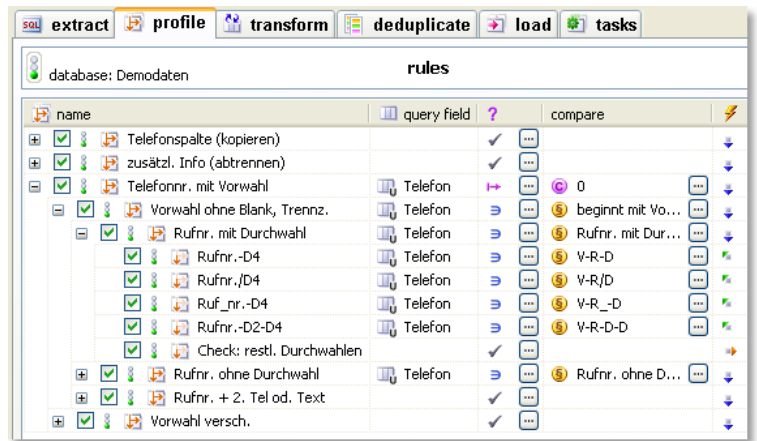 SQL extract profile transform deduplicate load tasks
database: Demodaten rules
name query field ? compare
Telefonspalte (kopieren)
zusätzl. Info (abtrennen)
Telefonnr. mit Vorwahl Telefon C 0 ...
Vorwahl ohne Blank, Trennz. Telefon § beginnt mit Vo... ...
Rufnr. mit Durchwahl Telefon § Rufnr. mit Dur... ...
Rufnr.-D4 Telefon § V-R-D ...
Rufnr./D4 Telefon § V-R/D ...
Ruf_nr.-D4 Telefon § V-R_-D ...
Rufnr.-D2-D4 Telefon § V-R-D-D ...
Check: restl. Durchwahlen
Rufnr. ohne Durchwahl Telefon § Rufnr. ohne D... ...
Rufnr. + 2. Tel od. Text
Vorwahl versch.